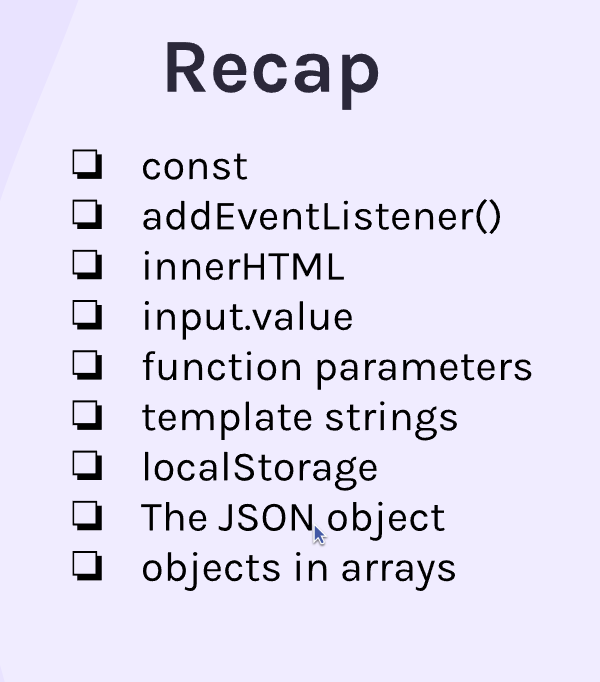 Recap
❏ const
❏ addEventListener()
❏ innerHTML
❏ input.value
❏ function parameters
❏ template strings
❏ localStorage
❏ The JSON object
❏ objects in arrays